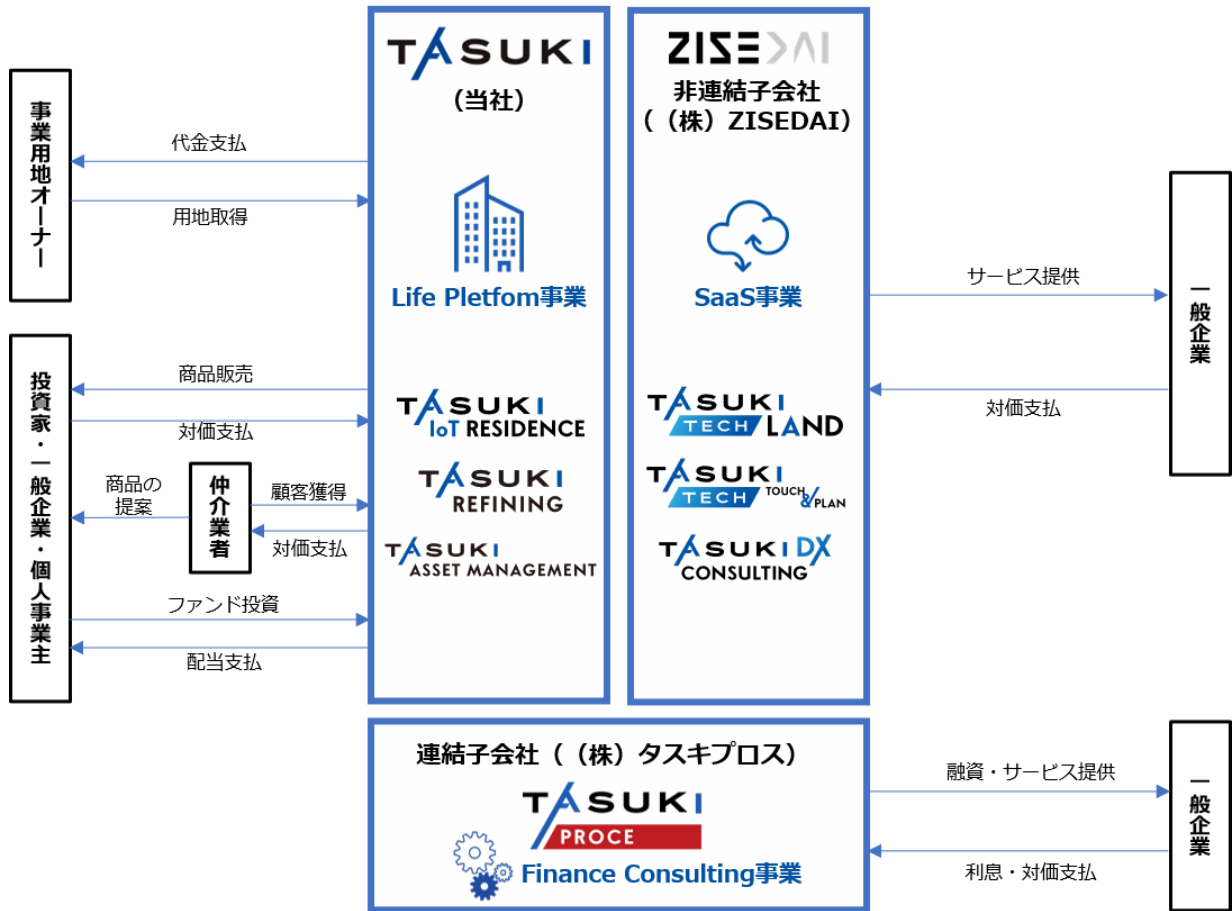 TASUKI
(当社)
ZISEDAI
非連結子会社
((株)ZISEDAI)
事業用地オーナー
代金支払
用地取得
Life Pletfom事業
SaaS事業
サービス提供
対価支払
一般企業
投資家・一般企業・個人事業主
商品販売
対価支払
商品の
提案
仲介業者
顧客獲得
対価支払
ファンド投資
配当支払
TASUKI
IoT RESIDENCE
TASUKI
REFINING
TASUKI
ASSET MANAGEMENT
TASUKI
TECH LAND
TASUKI
TECH TOUCH & PLAN
TASUKI DX
CONSULTING
連結子会社((株)タスキプロス)
TASUKI
PROCE
Finance Consulting事業
融資・サービス提供
利息・対価支払
一般企業